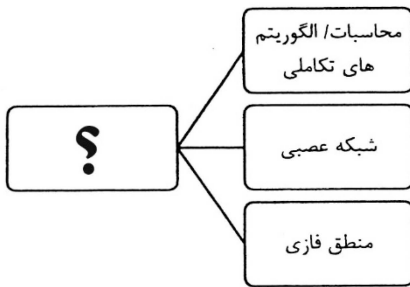 محاسبات/ الگوریتم
های تکاملی
شبکه عصبی
منطق فازی
؟